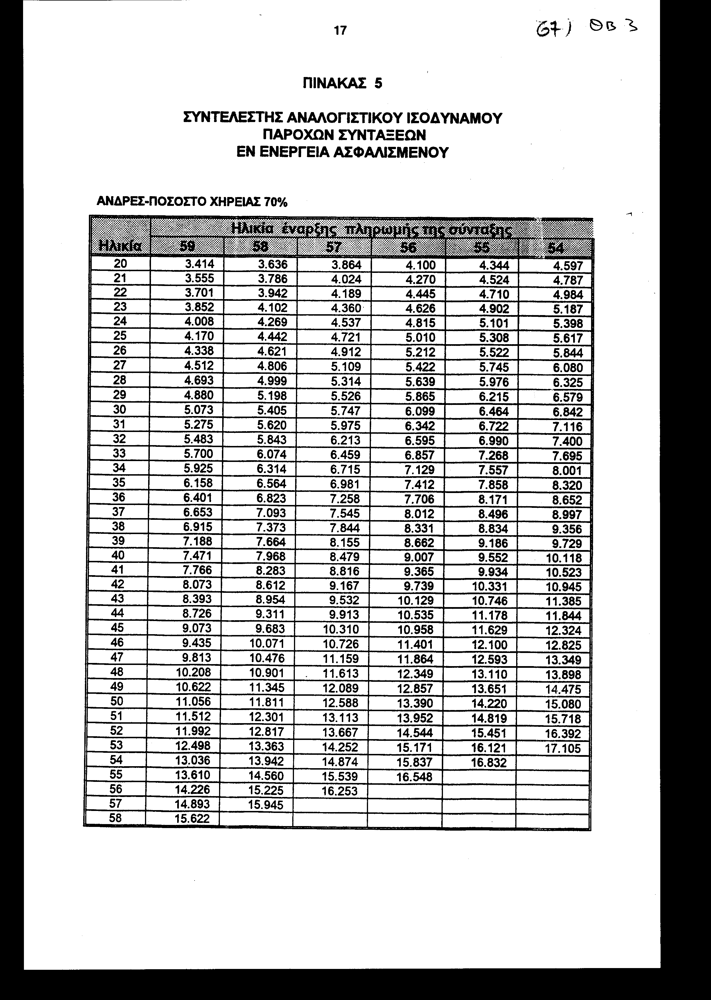 17
67) ΘΒ 3
ΠΙΝΑΚΑΣ 5
ΣΥΝΤΕΛΕΣΤΗΣ ΑΝΑΛΟΓΙΣΤΙΚΟΥ ΙΣΟΔΥΝΑΜΟΥ
ΠΑΡΟΧΩΝ ΣΥΝΤΑΞΕΩΝ
ΕΝ ΕΝΕΡΓΕΙΑ ΑΣΦΑΛΙΣΜΕΝΟΥ
ΑΝΔΡΕΣ-ΠΟΣΟΣΤΟ ΧΗΡΕΙΑΣ 70%
Ηλικία έναρξης πληρωμής της σύνταξης
Ηλικία 59 58 57 56 55 54
20 3.414 3.636 3.864 4.100 4.344 4.597
21 3.555 3.786 4.024 4.270 4.524 4.787
22 3.701 3.942 4.189 4.445 4.710 4.984
23 3.852 4.102 4.360 4.626 4.902 5.187
24 4.008 4.269 4.537 4.815 5.101 5.398
25 4.170 4.442 4.721 5.010 5.308 5.617
26 4.338 4.621 4.912 5.212 5.522 5.844
27 4.512 4.806 5.109 5.422 5.745 6.080
28 4.693 4.999 5.314 5.639 5.976 6.325
29 4.880 5.198 5.526 5.865 6.215 6.579
30 5.073 5.405 5.747 6.099 6.464 6.842
31 5.275 5.620 5.975 6.342 6.722 7.116
32 5.483 5.843 6.213 6.595 6.990 7.400
33 5.700 6.074 6.459 6.857 7.268 7.695
34 5.925 6.314 6.715 7.129 7.557 8.001
35 6.158 6.564 6.981 7.412 7.858 8.320
36 6.401 6.823 7.258 7.706 8.171 8.652
37 6.653 7.093 7.545 8.012 8.496 8.997
38 6.915 7.373 7.844 8.331 8.834 9.356
39 7.188 7.664 8.155 8.662 9.186 9.729
40 7.471 7.968 8.479 9.007 9.552 10.118
41 7.766 8.283 8.816 9.365 9.934 10.523
42 8.073 8.612 9.167 9.739 10.331 10.945
43 8.393 8.954 9.532 10.129 10.746 11.385
44 8.726 9.311 9.913 10.535 11.178 11.844
45 9.073 9.683 10.310 10.958 11.629 12.324
46 9.435 10.071 10.726 11.401 12.100 12.825
47 9.813 10.476 11.159 11.864 12.593 13.349
48 10.208 10.901 11.613 12.349 13.110 13.898
49 10.622 11.345 12.089 12.857 13.651 14.475
50 11.056 11.811 12.588 13.390 14.220 15.080
51 11.512 12.301 13.113 13.952 14.819 15.718
52 11.992 12.817 13.667 14.544 15.451 16.392
53 12.498 13.363 14.252 15.171 16.121 17.105
54 13.036 13.942 14.874 15.837 16.832
55 13.610 14.560 15.539 16.548
56 14.226 15.225 16.253
57 14.893 15.945
58 15.622